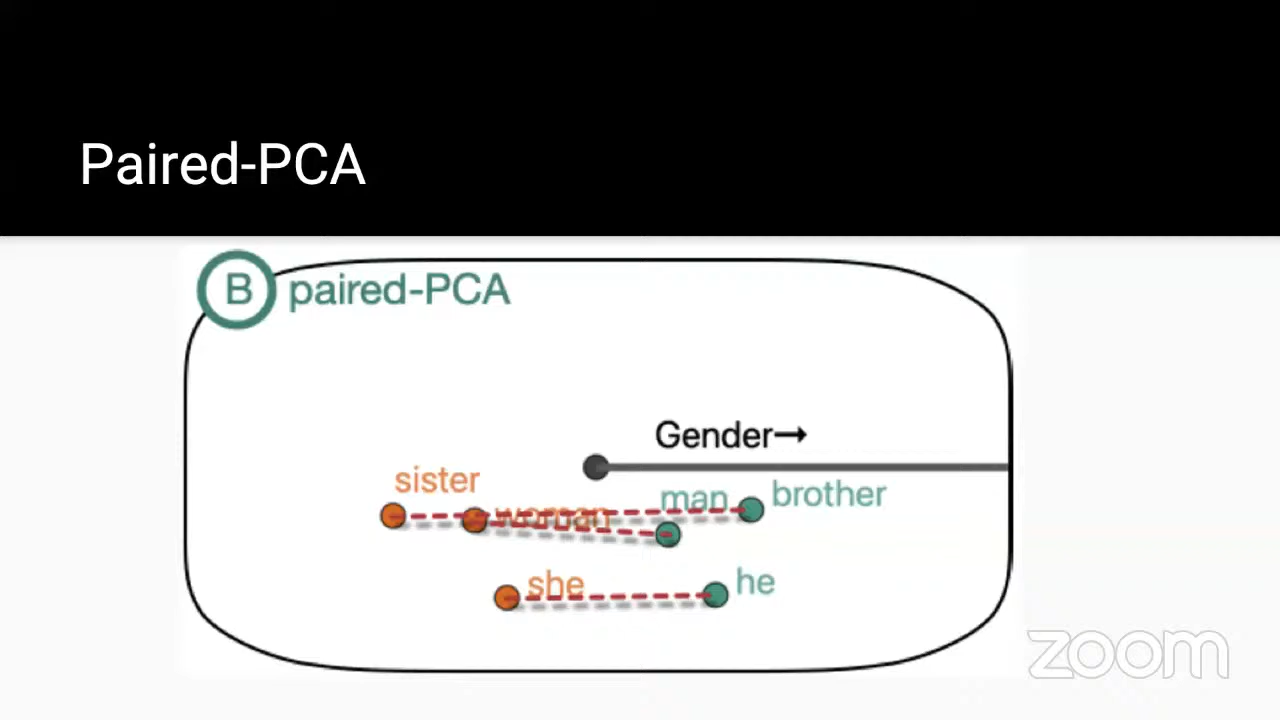 Paired-PCA
B paired-PCA
Gender→
sister
woman
man
brother
she
he
zoom